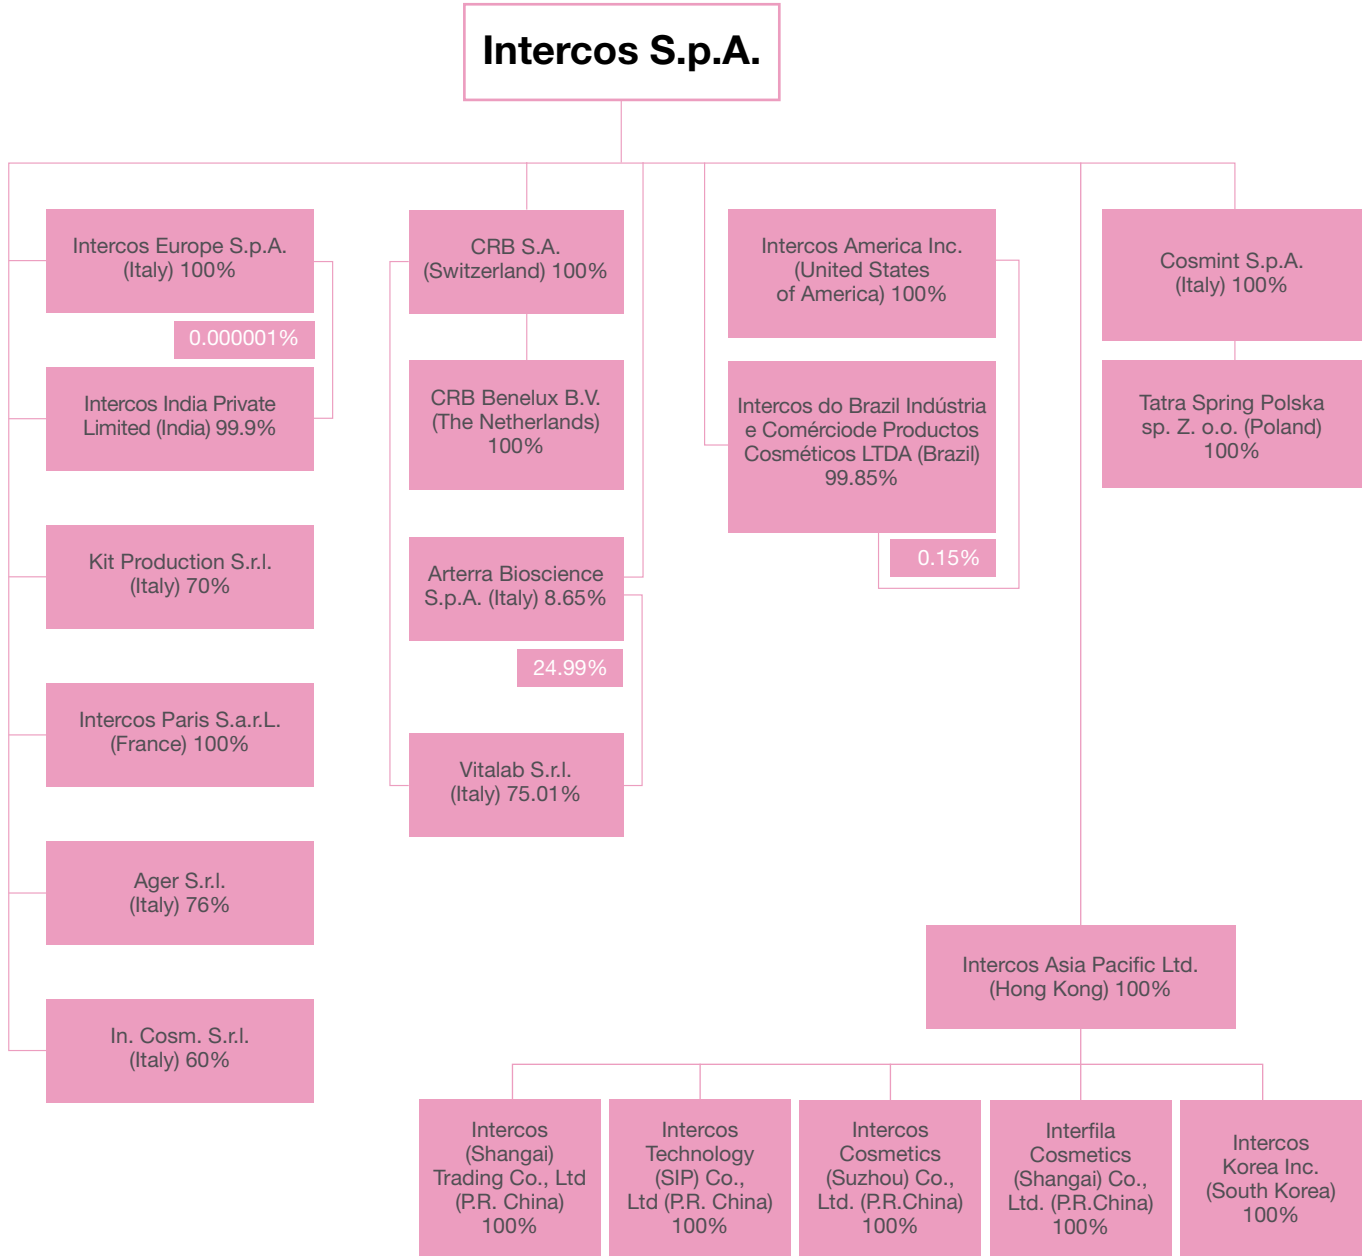 Intercos S.p.A.
Intercos Europe S.p.A.
(Italy) 100%
0.000001%
Intercos India Private
Limited (India) 99.9%
Kit Production S.r.l.
(Italy) 70%
Intercos Paris S.a.r.L.
(France) 100%
Ager S.r.l.
(Italy) 76%
In. Cosm. S.r.l.
(Italy) 60%
CRB S.A.
(Switzerland) 100%
CRB Benelux B.V.
(The Netherlands)
100%
Arterra Bioscience
S.p.A. (Italy) 8.65%
24.99%
Vitalab S.r.l.
(Italy) 75.01%
Intercos America Inc.
(United States
of America) 100%
Intercos do Brazil Indústria
e Comérciode Productos
Cosméticos LTDA (Brazil)
99.85%
0.15%
Cosmint S.p.A.
(Italy) 100%
Tatra Spring Polska
sp. Z. o.o. (Poland)
100%
Intercos Asia Pacific Ltd.
(Hong Kong) 100%
Intercos
(Shangai)
Trading Co., Ltd
(P.R. China)
100%
Intercos
Technology
(SIP) Co.,
Ltd (P.R. China)
100%
Intercos
Cosmetics
(Suzhou) Co.,
Ltd. (P.R.China)
100%
Interfila
Cosmetics
(Shangai) Co.,
Ltd. (P.R.China)
100%
Intercos
Korea Inc.
(South Korea)
100%